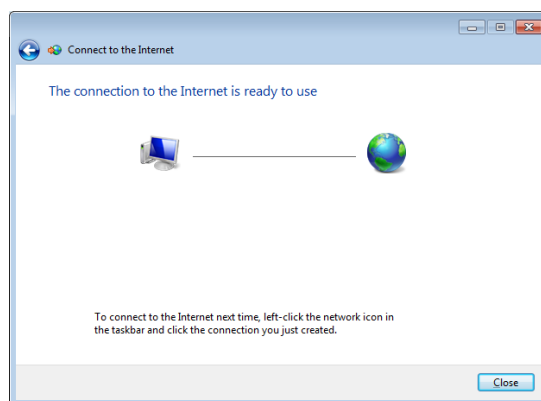 Connect to the Internet
The connection to the Internet is ready to use
To connect to the Internet next time, left-click the network icon in
the taskbar and click the connection you just created.
Close